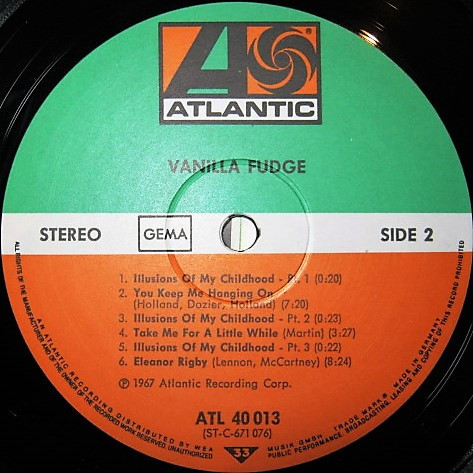 ATLANTIC
VANILLA FUDGE
STEREO GEMA SIDE 2
1. Illusions Of My Childhood - Pt. 1 (0:20)
2. You Keep Me Hanging On
(Holland, Dozier, Holland) (7:20)
3. Illusions Of My Childhood - Pt. 2 (0:23)
4. Take Me For A Little While (Martin) (3:27)
5. Illusions Of My Childhood - Pt. 3 (0:22)
6. Eleanor Rigby (Lennon, McCartney) (8:24)
Ⓟ 1967 Atlantic Recording Corp.
ATL 40 013
(ST-C-671 076)
33
ALL RIGHTS OF THE MANUFACTURER AND OF THE OWNER OF THE RECORDED WORK RESERVED. UNAUTHORIZED PUBLIC PERFORMANCE, BROADCASTING, LEASING AND COPYING OF THIS RECORD PROHIBITED
AN ATLANTIC RECORDING DISTRIBUTED BY WEA MUSIK GMBH - TRADE MARK ® MADE IN GERMANY